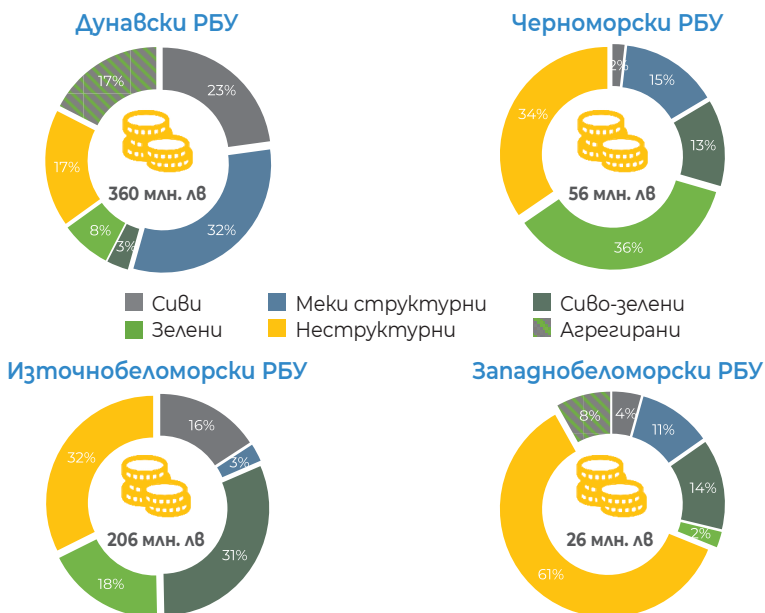 Дунавски РБУ
17%
23%
17%
360 млн. лв
8%
3%
32%
Черноморски РБУ
2%
15%
34%
13%
56 млн. лв
36%
Сиви
Меки структурни
Сиво-зелени
Зелени
Неструктурни
Агрегирани
Източнобеломорски РБУ
16%
32%
3%
206 млн. лв
31%
18%
Западнобеломорски РБУ
8%
4%
11%
14%
26 млн. лв
2%
61%